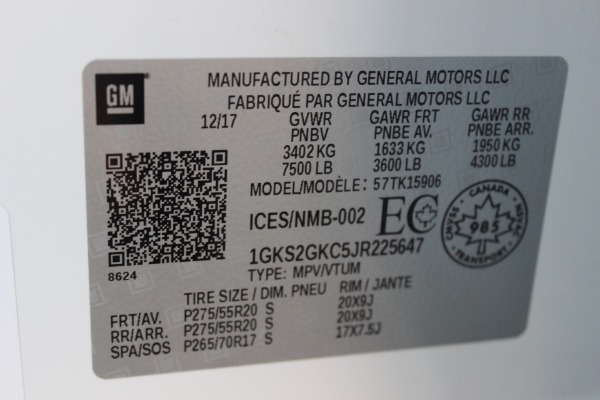 GM
MANUFACTURED BY GENERAL MOTORS LLC
FABRIQUÉ PAR GENERAL MOTORS LLC
12/17 GVWR GAWR FRT GAWR RR
PNBV PNBE AV. PNBE ARR.
3402 KG 1633 KG 1950 KG
7500 LB 3600 LB 4300 LB
MODEL/MODÈLE: 57TK15906
ICES/NMB-002 EC
CANADA
CMVSS 985 NSVAC
TRANSPORT
1GKS2GKC5JR225647
8624
TYPE: MPV/VTUM
TIRE SIZE / DIM. PNEU RIM / JANTE
FRT/AV. P275/55R20 S 20X9J
RR/ARR. P275/55R20 S 20X9J
SPA/SOS P265/70R17 S 17X7.5J